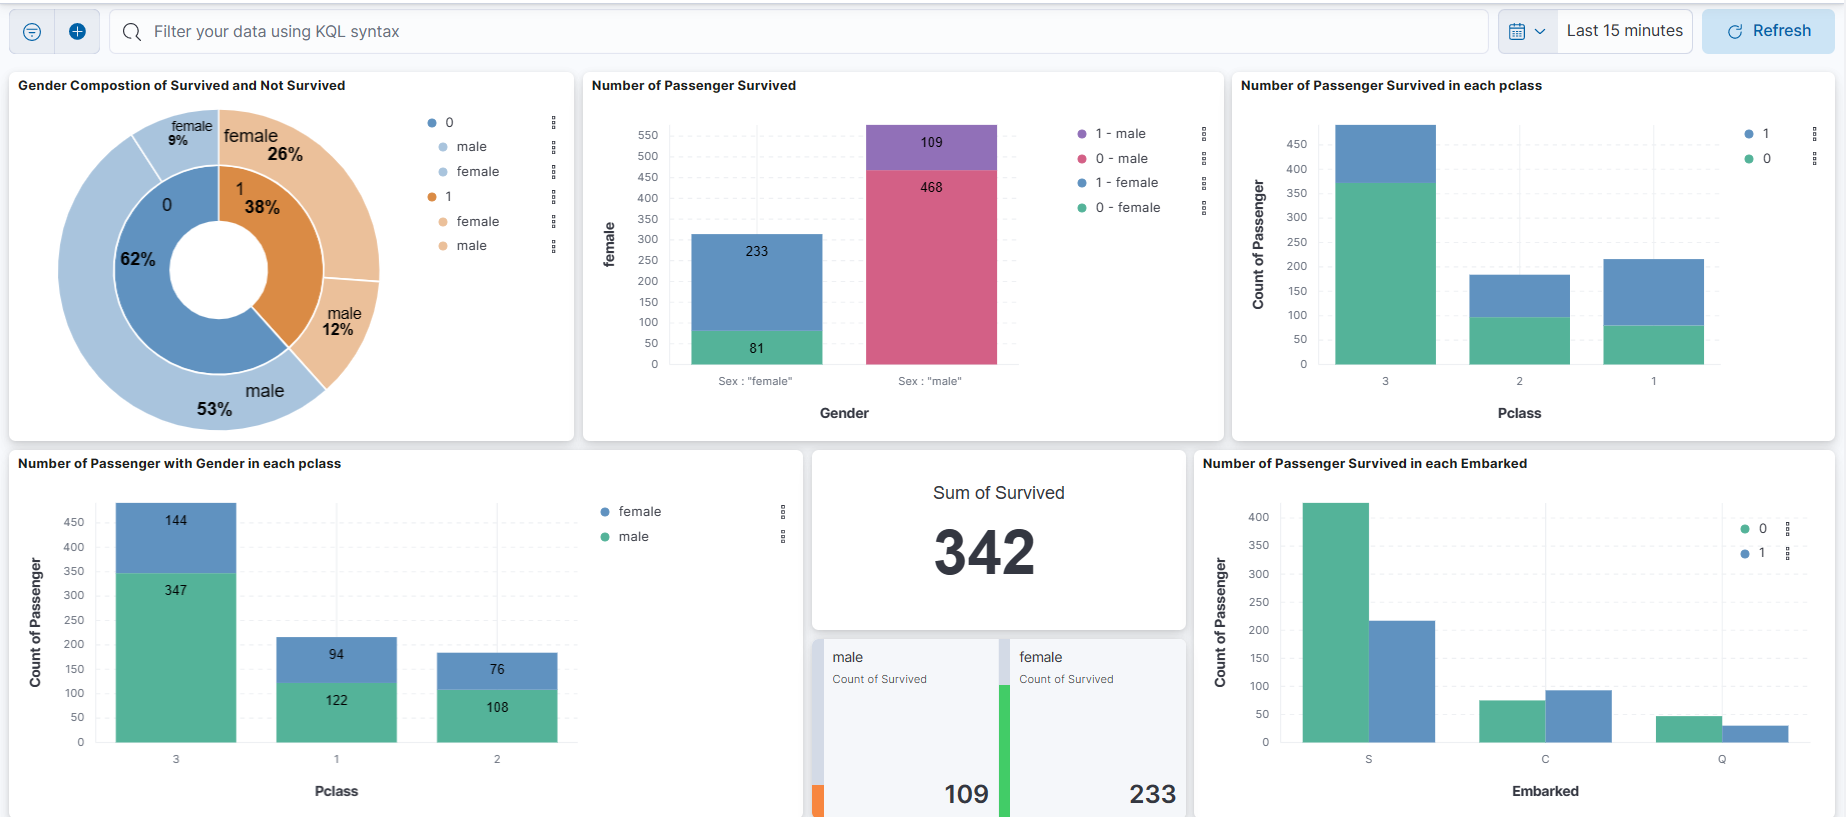 Filter your data using KQL syntax
Last 15 minutes
Refresh
Gender Compostion of Survived and Not Survived
female
9%
female
26%
0
1
38%
62%
male
12%
male
53%
0
male
female
1
female
male
Number of Passenger Survived
550
500
450
400
350
300
250
200
150
100
50
0
female
109
468
233
81
Sex : "female"
Sex : "male"
Gender
1 - male
0 - male
1 - female
0 - female
Number of Passenger Survived in each pclass
Count of Passenger
450
400
350
300
250
200
150
100
50
0
3
2
1
Pclass
1
0
Number of Passenger with Gender in each pclass
Count of Passenger
450
400
350
300
250
200
150
100
50
0
144
347
94
122
76
108
3
1
2
Pclass
female
male
Sum of Survived
342
male
Count of Survived
109
female
Count of Survived
233
Number of Passenger Survived in each Embarked
Count of Passenger
400
350
300
250
200
150
100
50
0
S
C
Q
Embarked
0
1